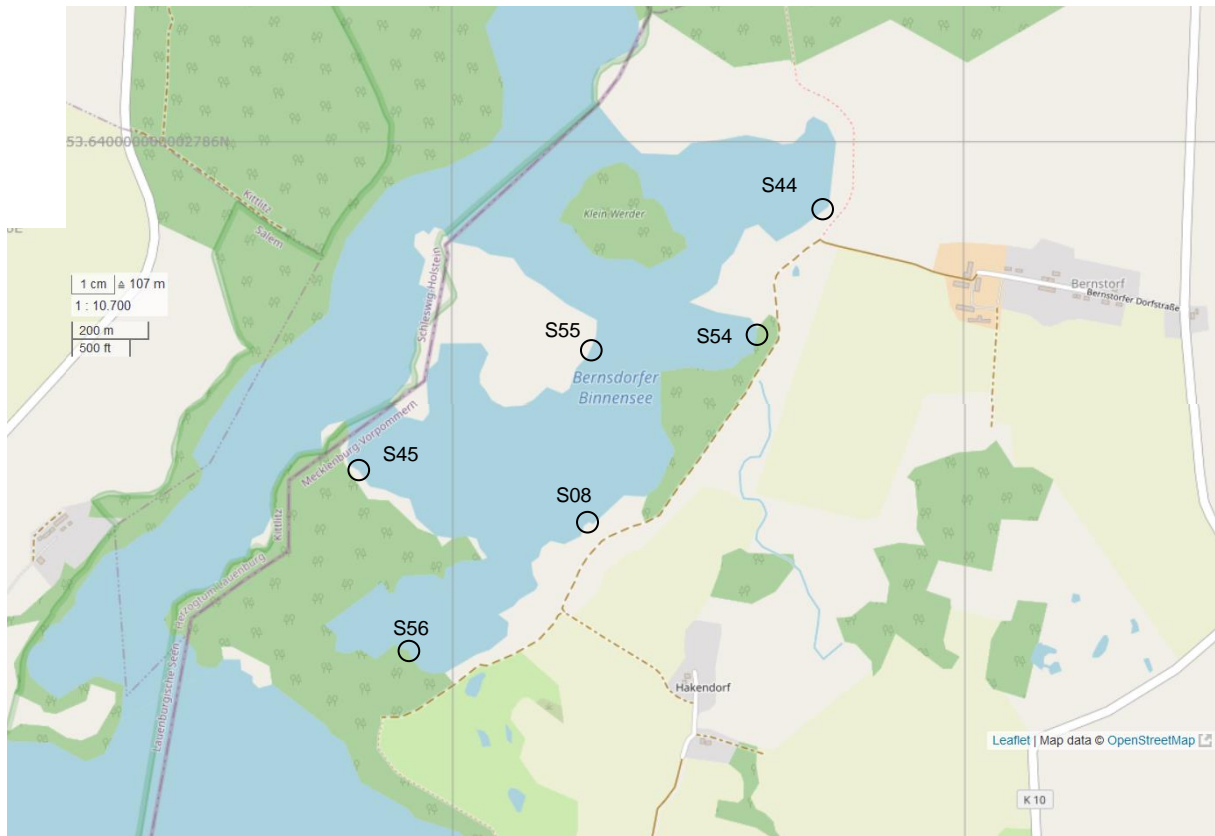 53.640000000002786N,
Kittlitz
Salem
Klein Werder
S44
Bernstorf
Bernstorfer Dorfstraße
1 cm ≙ 107 m
1 : 10.700
200 m
500 ft
Schleswig-Holstein
S55
S54
Bernsdorfer
Binnensee
Mecklenburg-Vorpommern
S45
S08
Kittlitz
Herzogtum Lauenburg
S56
Lauenburgische Seen
Hakendorf
Leaflet | Map data © OpenStreetMap
K 10